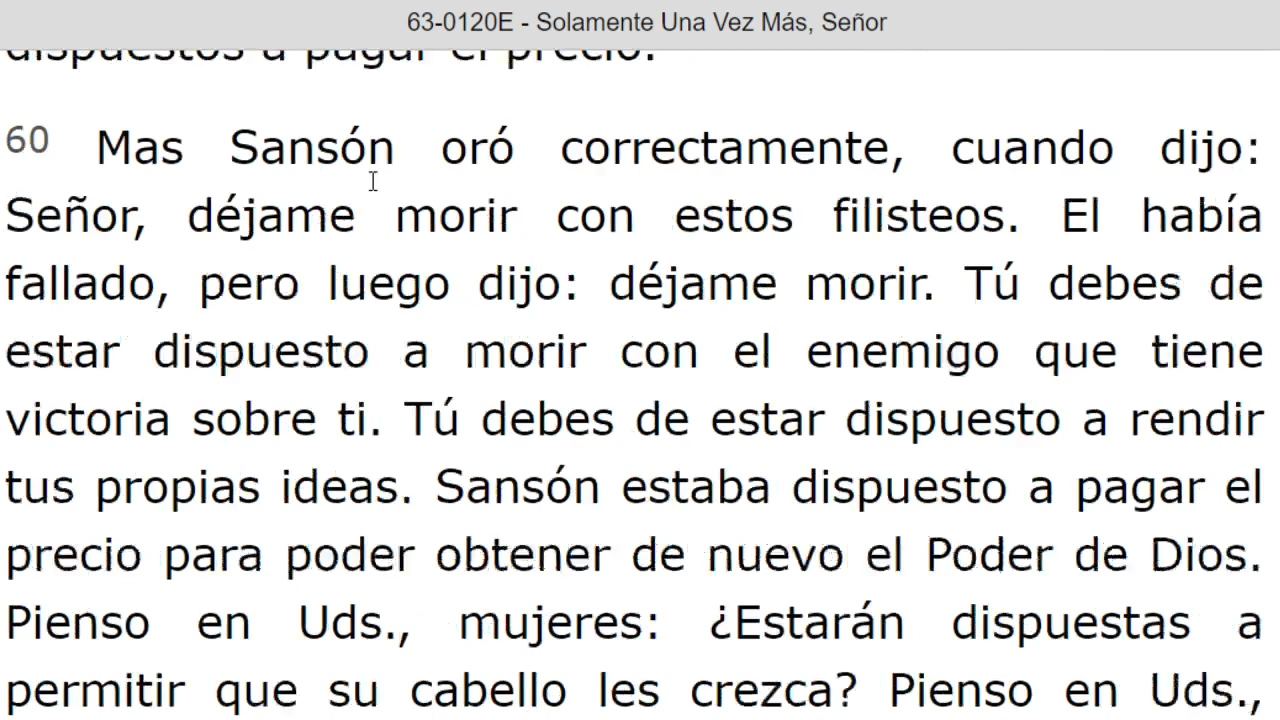 63-0120E - Solamente Una Vez Más, Señor
dispuestos a pagar el precio.
60 Mas Sansón oró correctamente, cuando dijo:
Señor, déjame morir con estos filisteos. El había
fallado, pero luego dijo: déjame morir. Tú debes de
estar dispuesto a morir con el enemigo que tiene
victoria sobre ti. Tú debes de estar dispuesto a rendir
tus propias ideas. Sansón estaba dispuesto a pagar el
precio para poder obtener de nuevo el Poder de Dios.
Pienso en Uds., mujeres: ¿Estarán dispuestas a
permitir que su cabello les crezca? Pienso en Uds.,